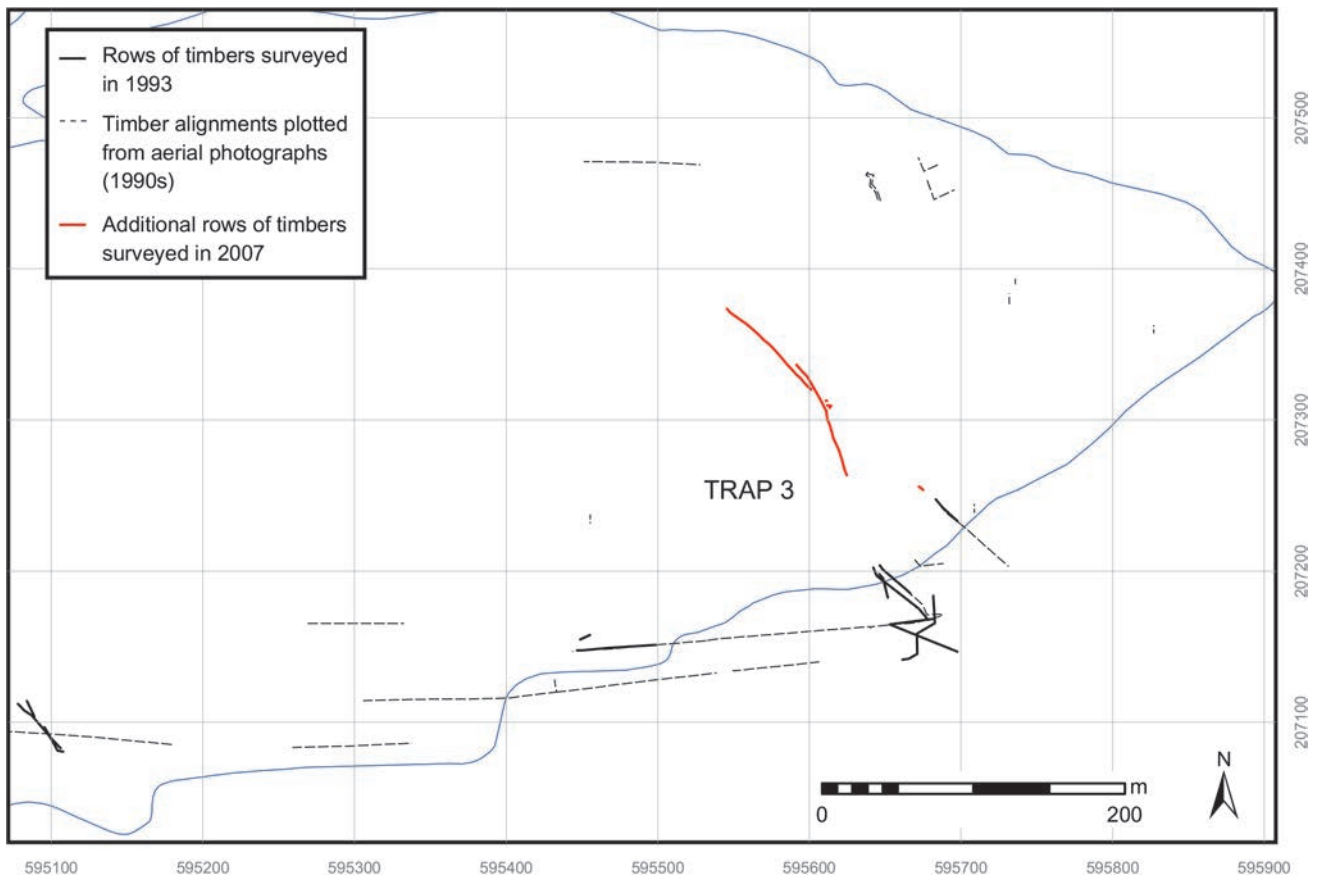 Rows of timbers surveyed
in 1993
Timber alignments plotted
from aerial photographs
(1990s)
Additional rows of timbers
surveyed in 2007
207500
207400
207300
TRAP 3
207200
207100
N
m
0 200
595100 595200 595300 595400 595500 595600 595700 595800 595900